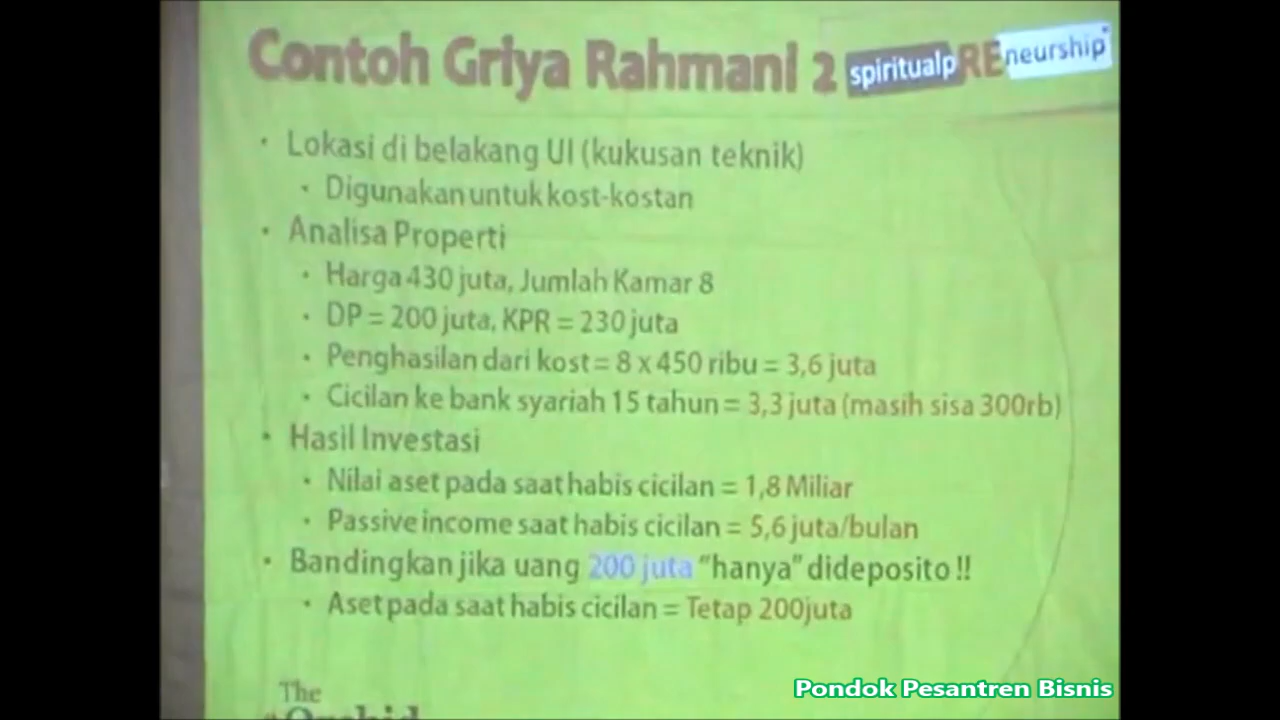 Contoh Griya Rahmani 2 spiritualpREneurship
• Lokasi di belakang UI (kukusan teknik)
• Digunakan untuk kost-kostan
• Analisa Properti
• Harga 430 juta, Jumlah Kamar 8
• DP = 200 juta, KPR = 230 juta
• Penghasilan dari kost = 8 x 450 ribu = 3,6 juta
• Cicilan ke bank syariah 15 tahun = 3,3 juta (masih sisa 300rb)
• Hasil Investasi
• Nilai aset pada saat habis cicilan = 1,8 Miliar
• Passive income saat habis cicilan = 5,6 juta/bulan
• Bandingkan jika uang 200 juta "hanya" dideposito !!
• Aset pada saat habis cicilan = Tetap 200juta
The
Orchid
Pondok Pesantren Bisnis